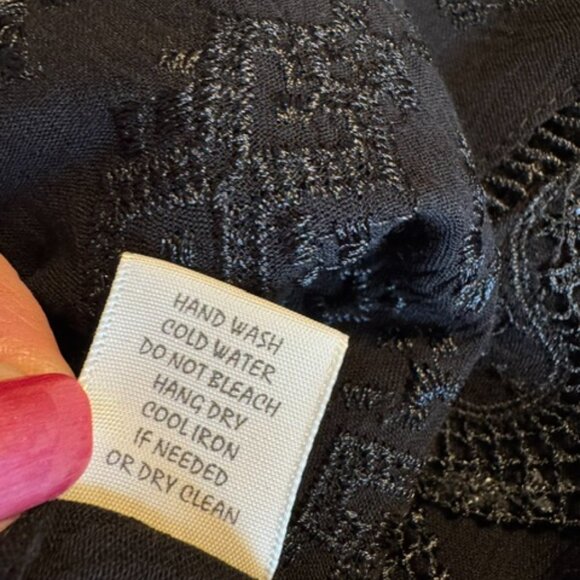 HAND WASH
COLD WATER
DO NOT BLEACH
HANG DRY
COOL IRON
IF NEEDED
OR DRY CLEAN